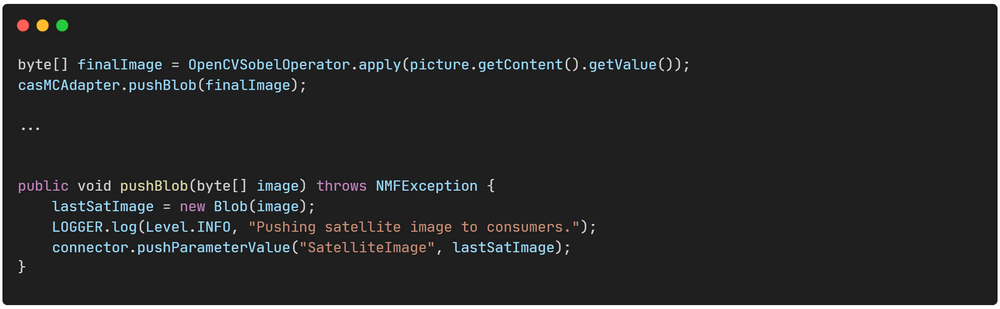 byte[] finalImage = OpenCVSobelOperator.apply(picture.getContent().getValue());
casMCAdapter.pushBlob(finalImage);
...
public void pushBlob(byte[] image) throws NMFException {
    lastSatImage = new Blob(image);
    LOGGER.log(Level.INFO, "Pushing satellite image to consumers.");
    connector.pushParameterValue("SatelliteImage", lastSatImage);
}